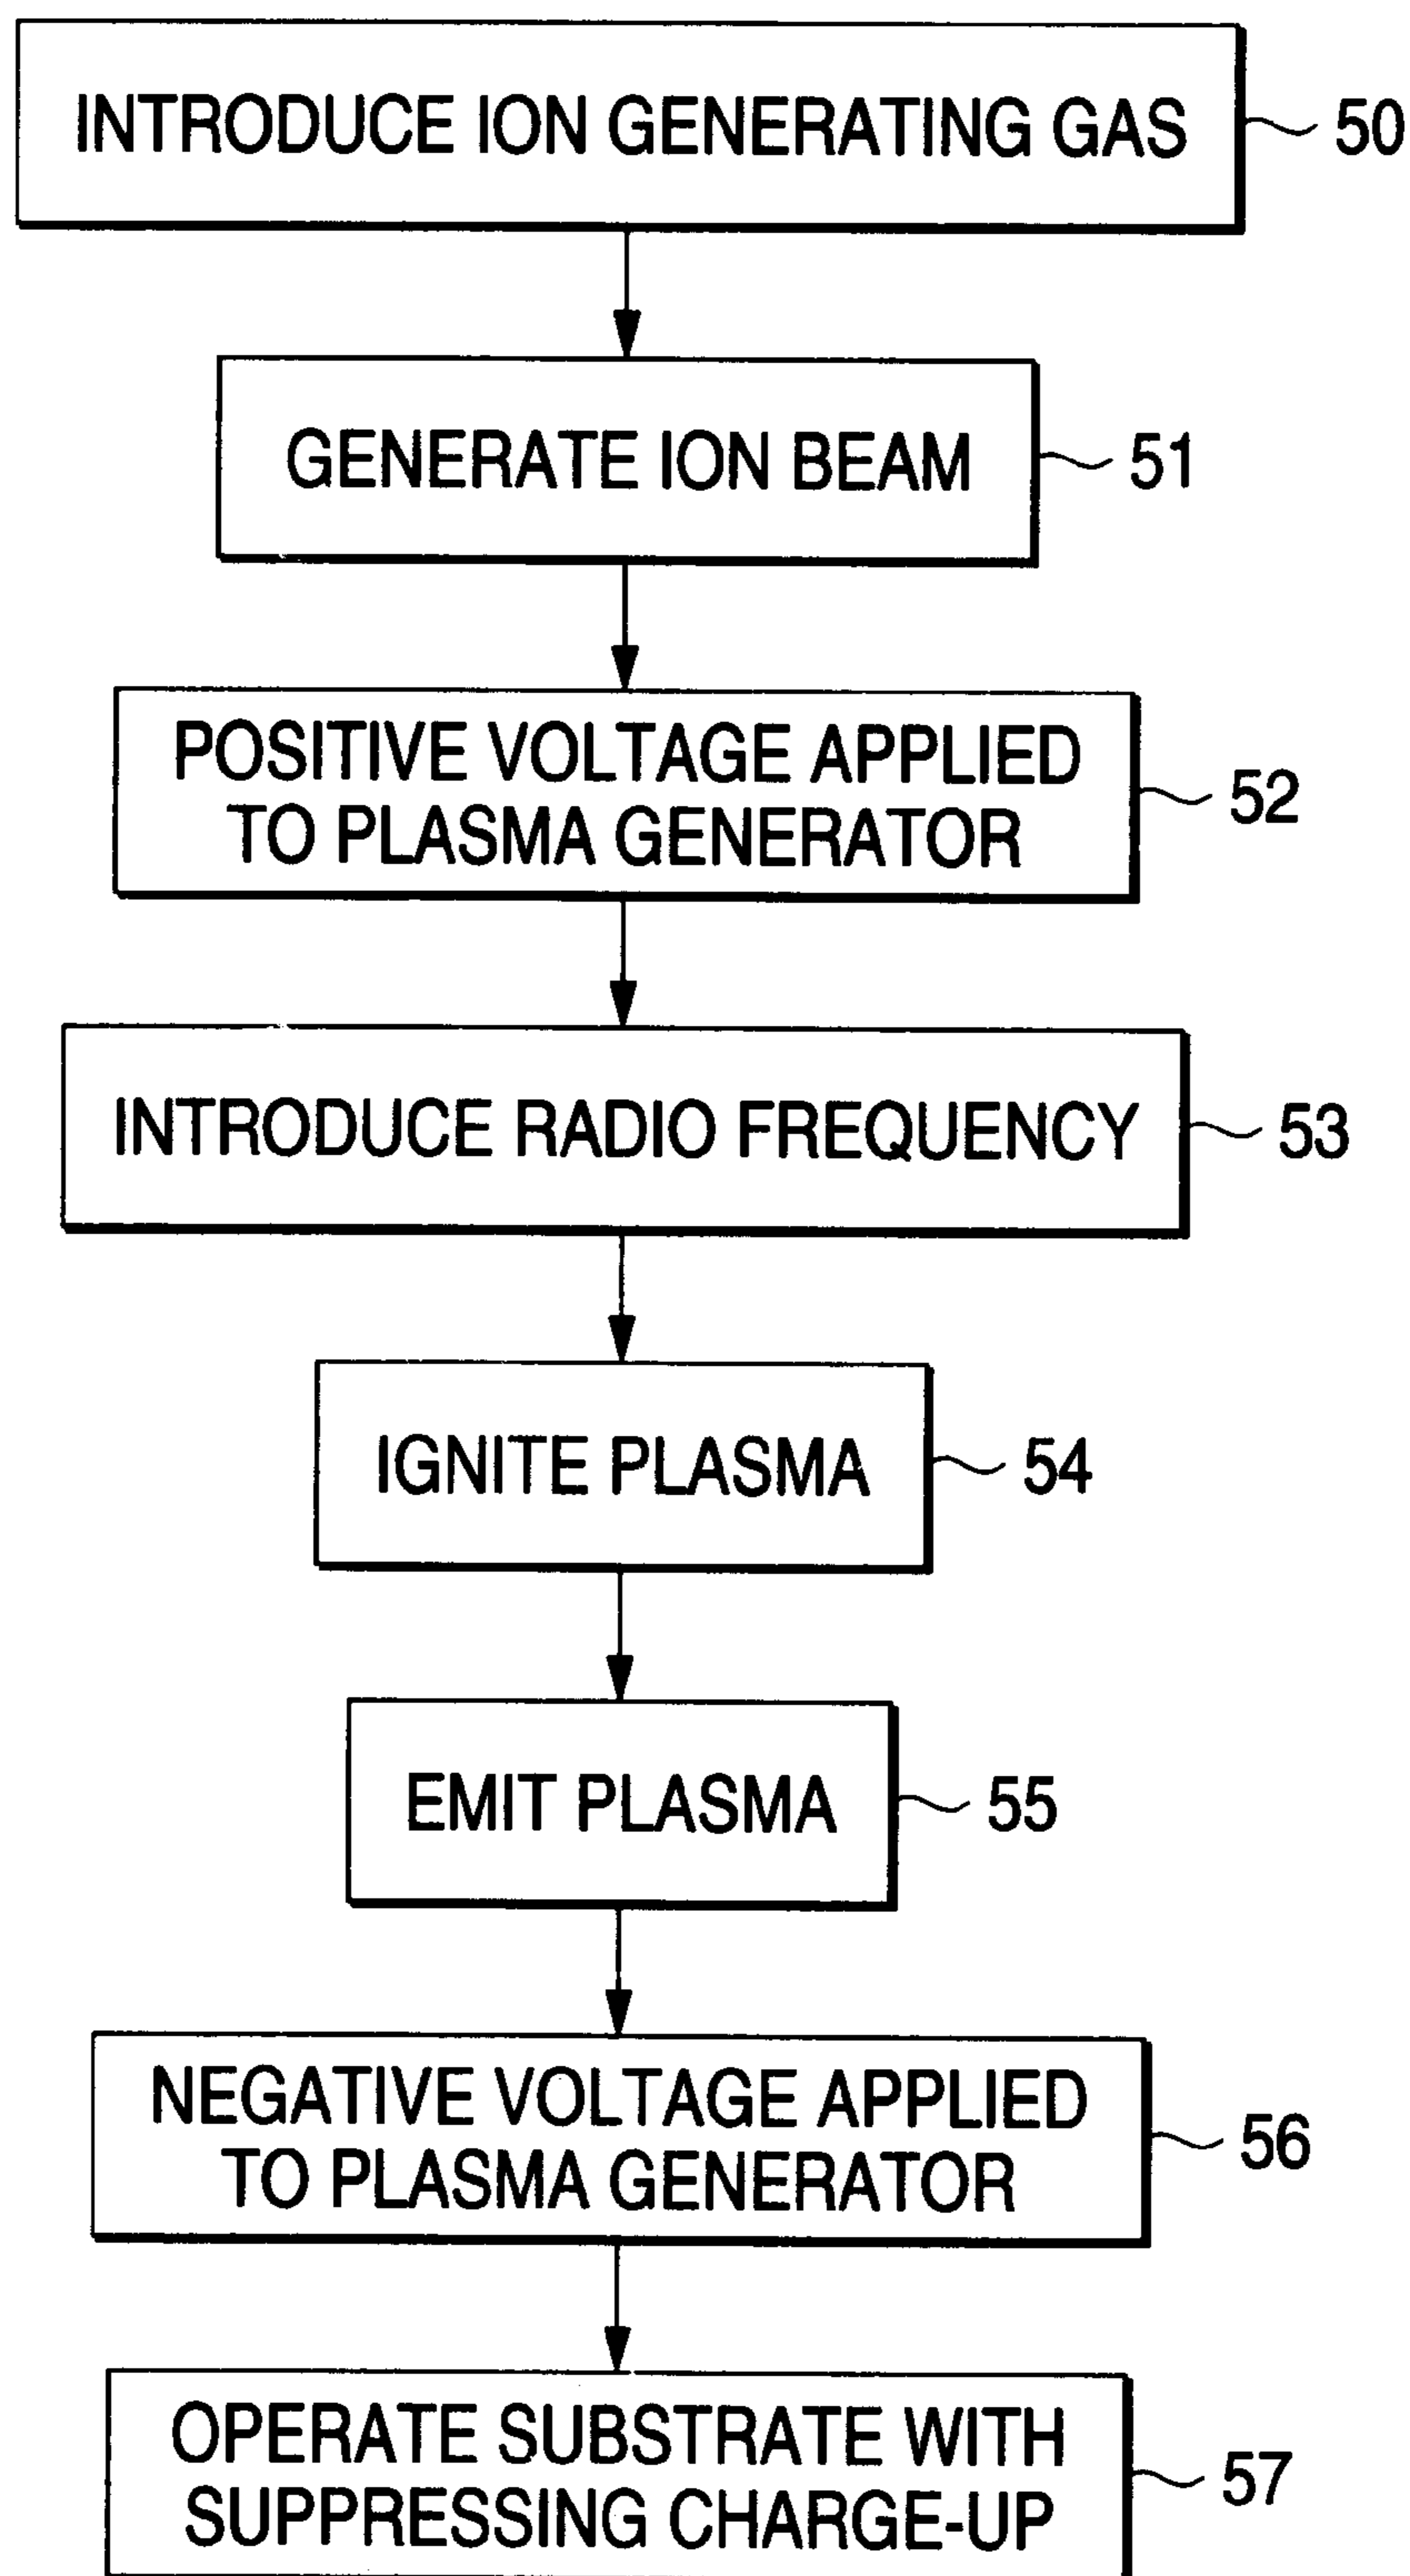 INTRODUCE ION GENERATING GAS
50
GENERATE ION BEAM
51
POSITIVE VOLTAGE APPLIED
TO PLASMA GENERATOR
52
INTRODUCE RADIO FREQUENCY
53
IGNITE PLASMA
54
EMIT PLASMA
55
NEGATIVE VOLTAGE APPLIED
TO PLASMA GENERATOR
56
OPERATE SUBSTRATE WITH
SUPPRESSING CHARGE-UP
57